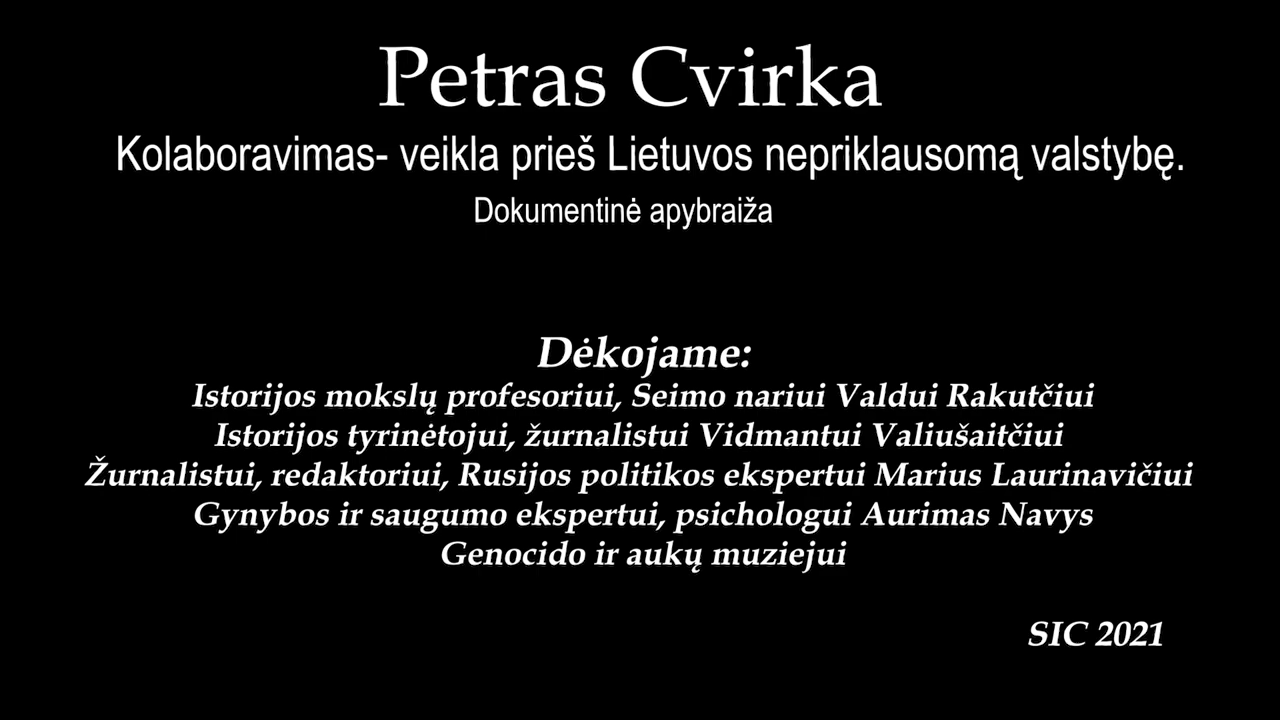 Petras Cvirka
Kolaboravimas- veikla prieš Lietuvos nepriklausomą valstybę.
Dokumentinė apybraiža
Dėkojame:
Istorijos mokslų profesoriui, Seimo nariui Valdui Rakutčiui
Istorijos tyrinėtojui, žurnalistui Vidmantui Valiušaitčiui
Žurnalistui, redaktoriui, Rusijos politikos ekspertui Marius Laurinavičiui
Gynybos ir saugumo ekspertui, psichologui Aurimas Navys
Genocido ir aukų muziejui
SIC 2021